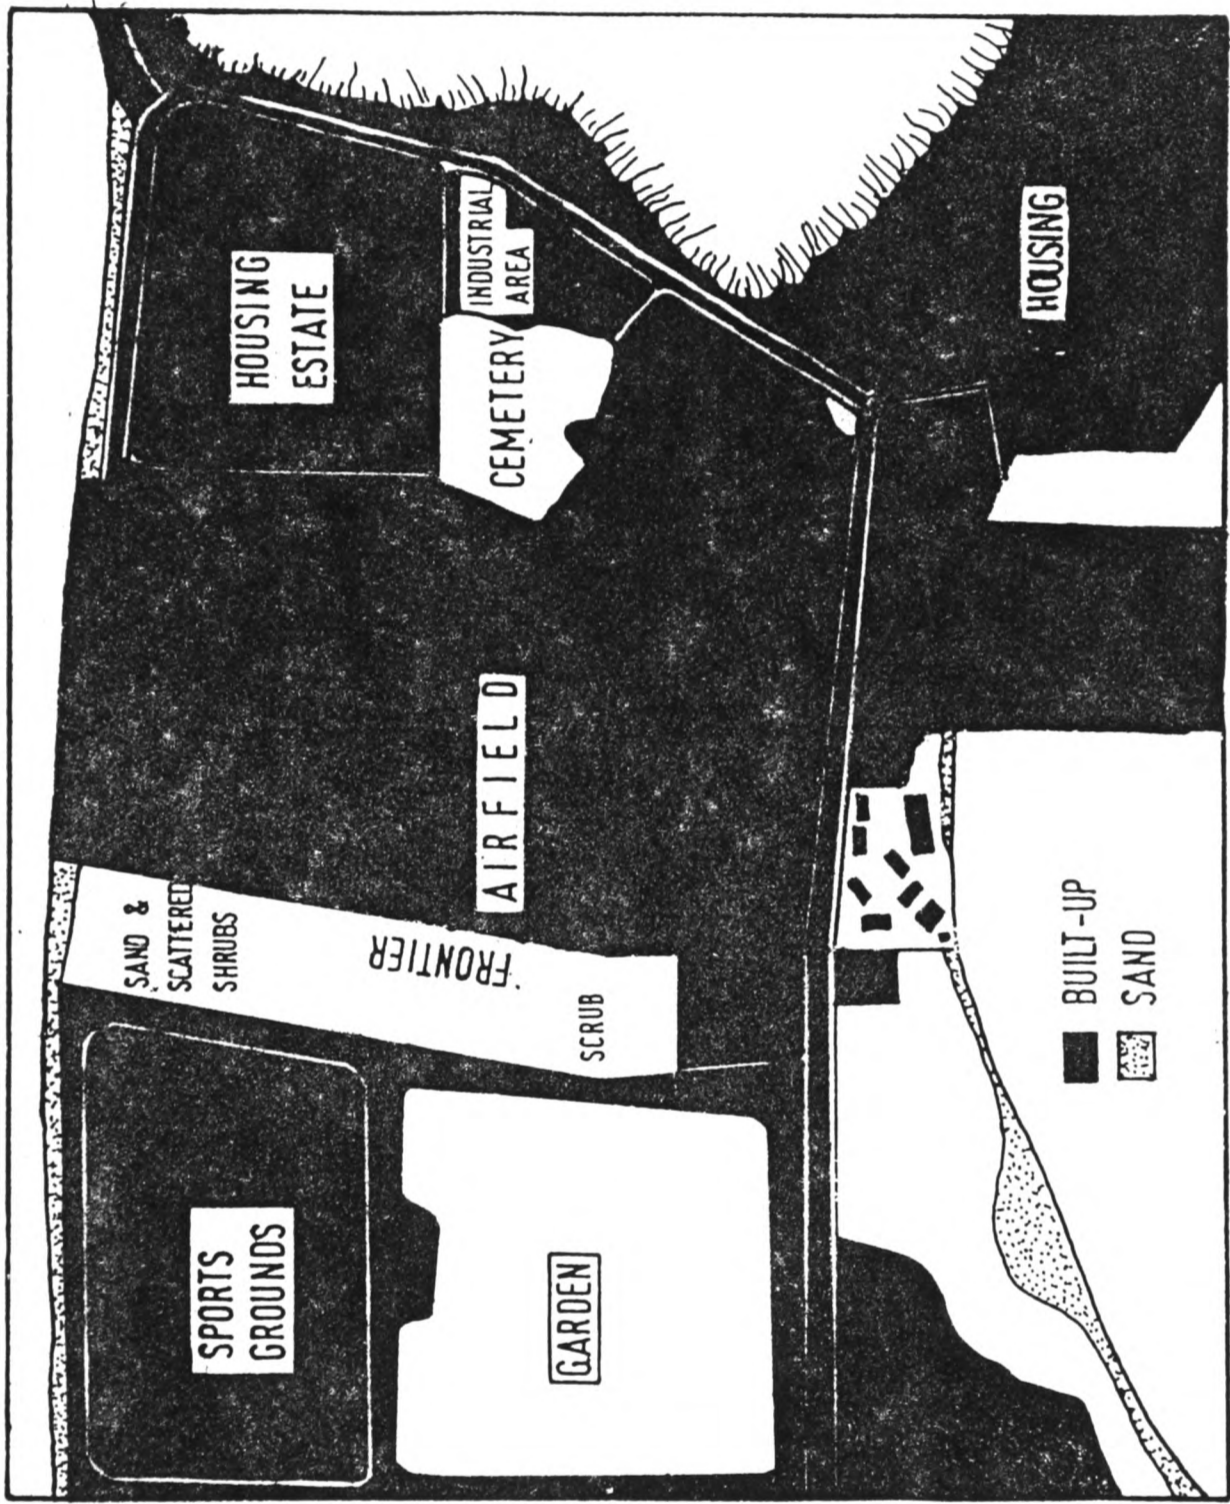 HOUSING
ESTATE
INDUSTRIAL
AREA
CEMETERY
HOUSING
AIRFIELD
SAND &
SCATTERED
SHRUBS
FRONTIER
SCRUB
SPORTS
GROUNDS
GARDEN
BUILT-UP
SAND